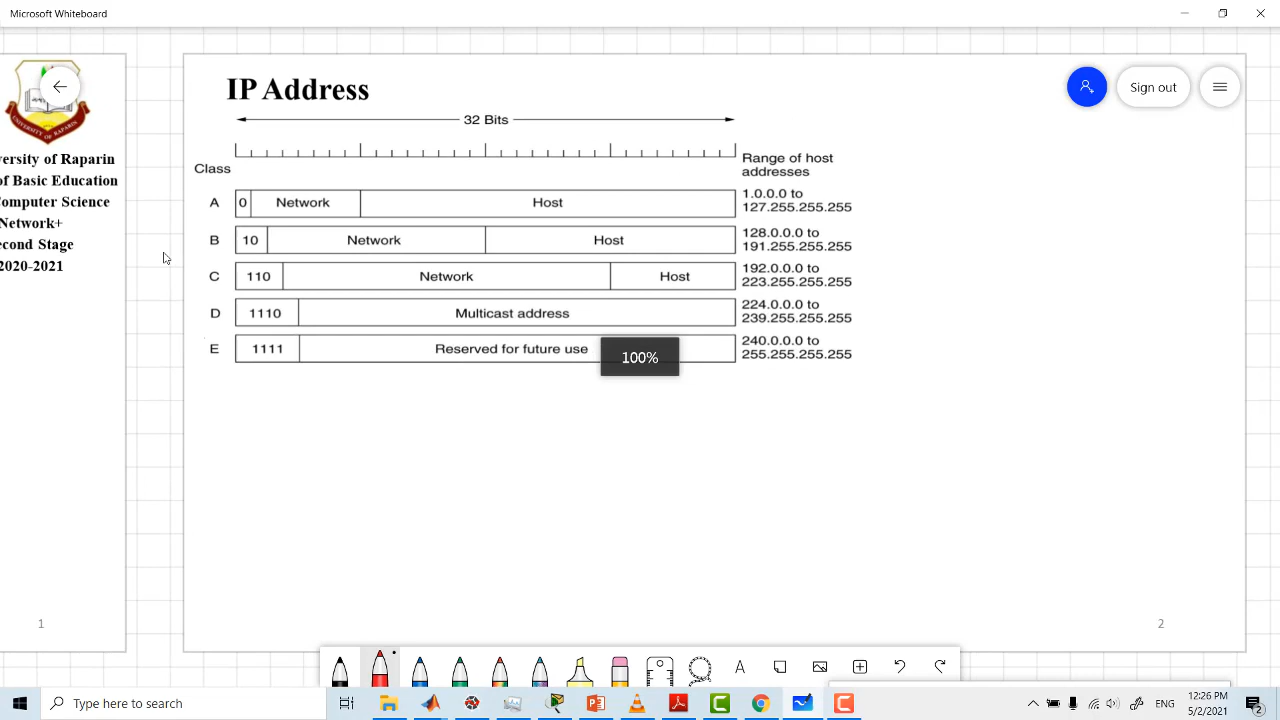 Microsoft Whiteboard
IP Address
Sign out
32 Bits
versity of Raparin
of Basic Education
omputer Science
Network+
econd Stage
2020-2021
Class
Range of host
addresses
A 0 Network Host 1.0.0.0 to
127.255.255.255
B 10 Network Host 128.0.0.0 to
191.255.255.255
C 110 Network Host 192.0.0.0 to
223.255.255.255
D 1110 Multicast address 224.0.0.0 to
239.255.255.255
E 1111 Reserved for future use 240.0.0.0 to
255.255.255.255
100%
1
2
Type here to search
ENG
12:26 PM
5/2/2021
2